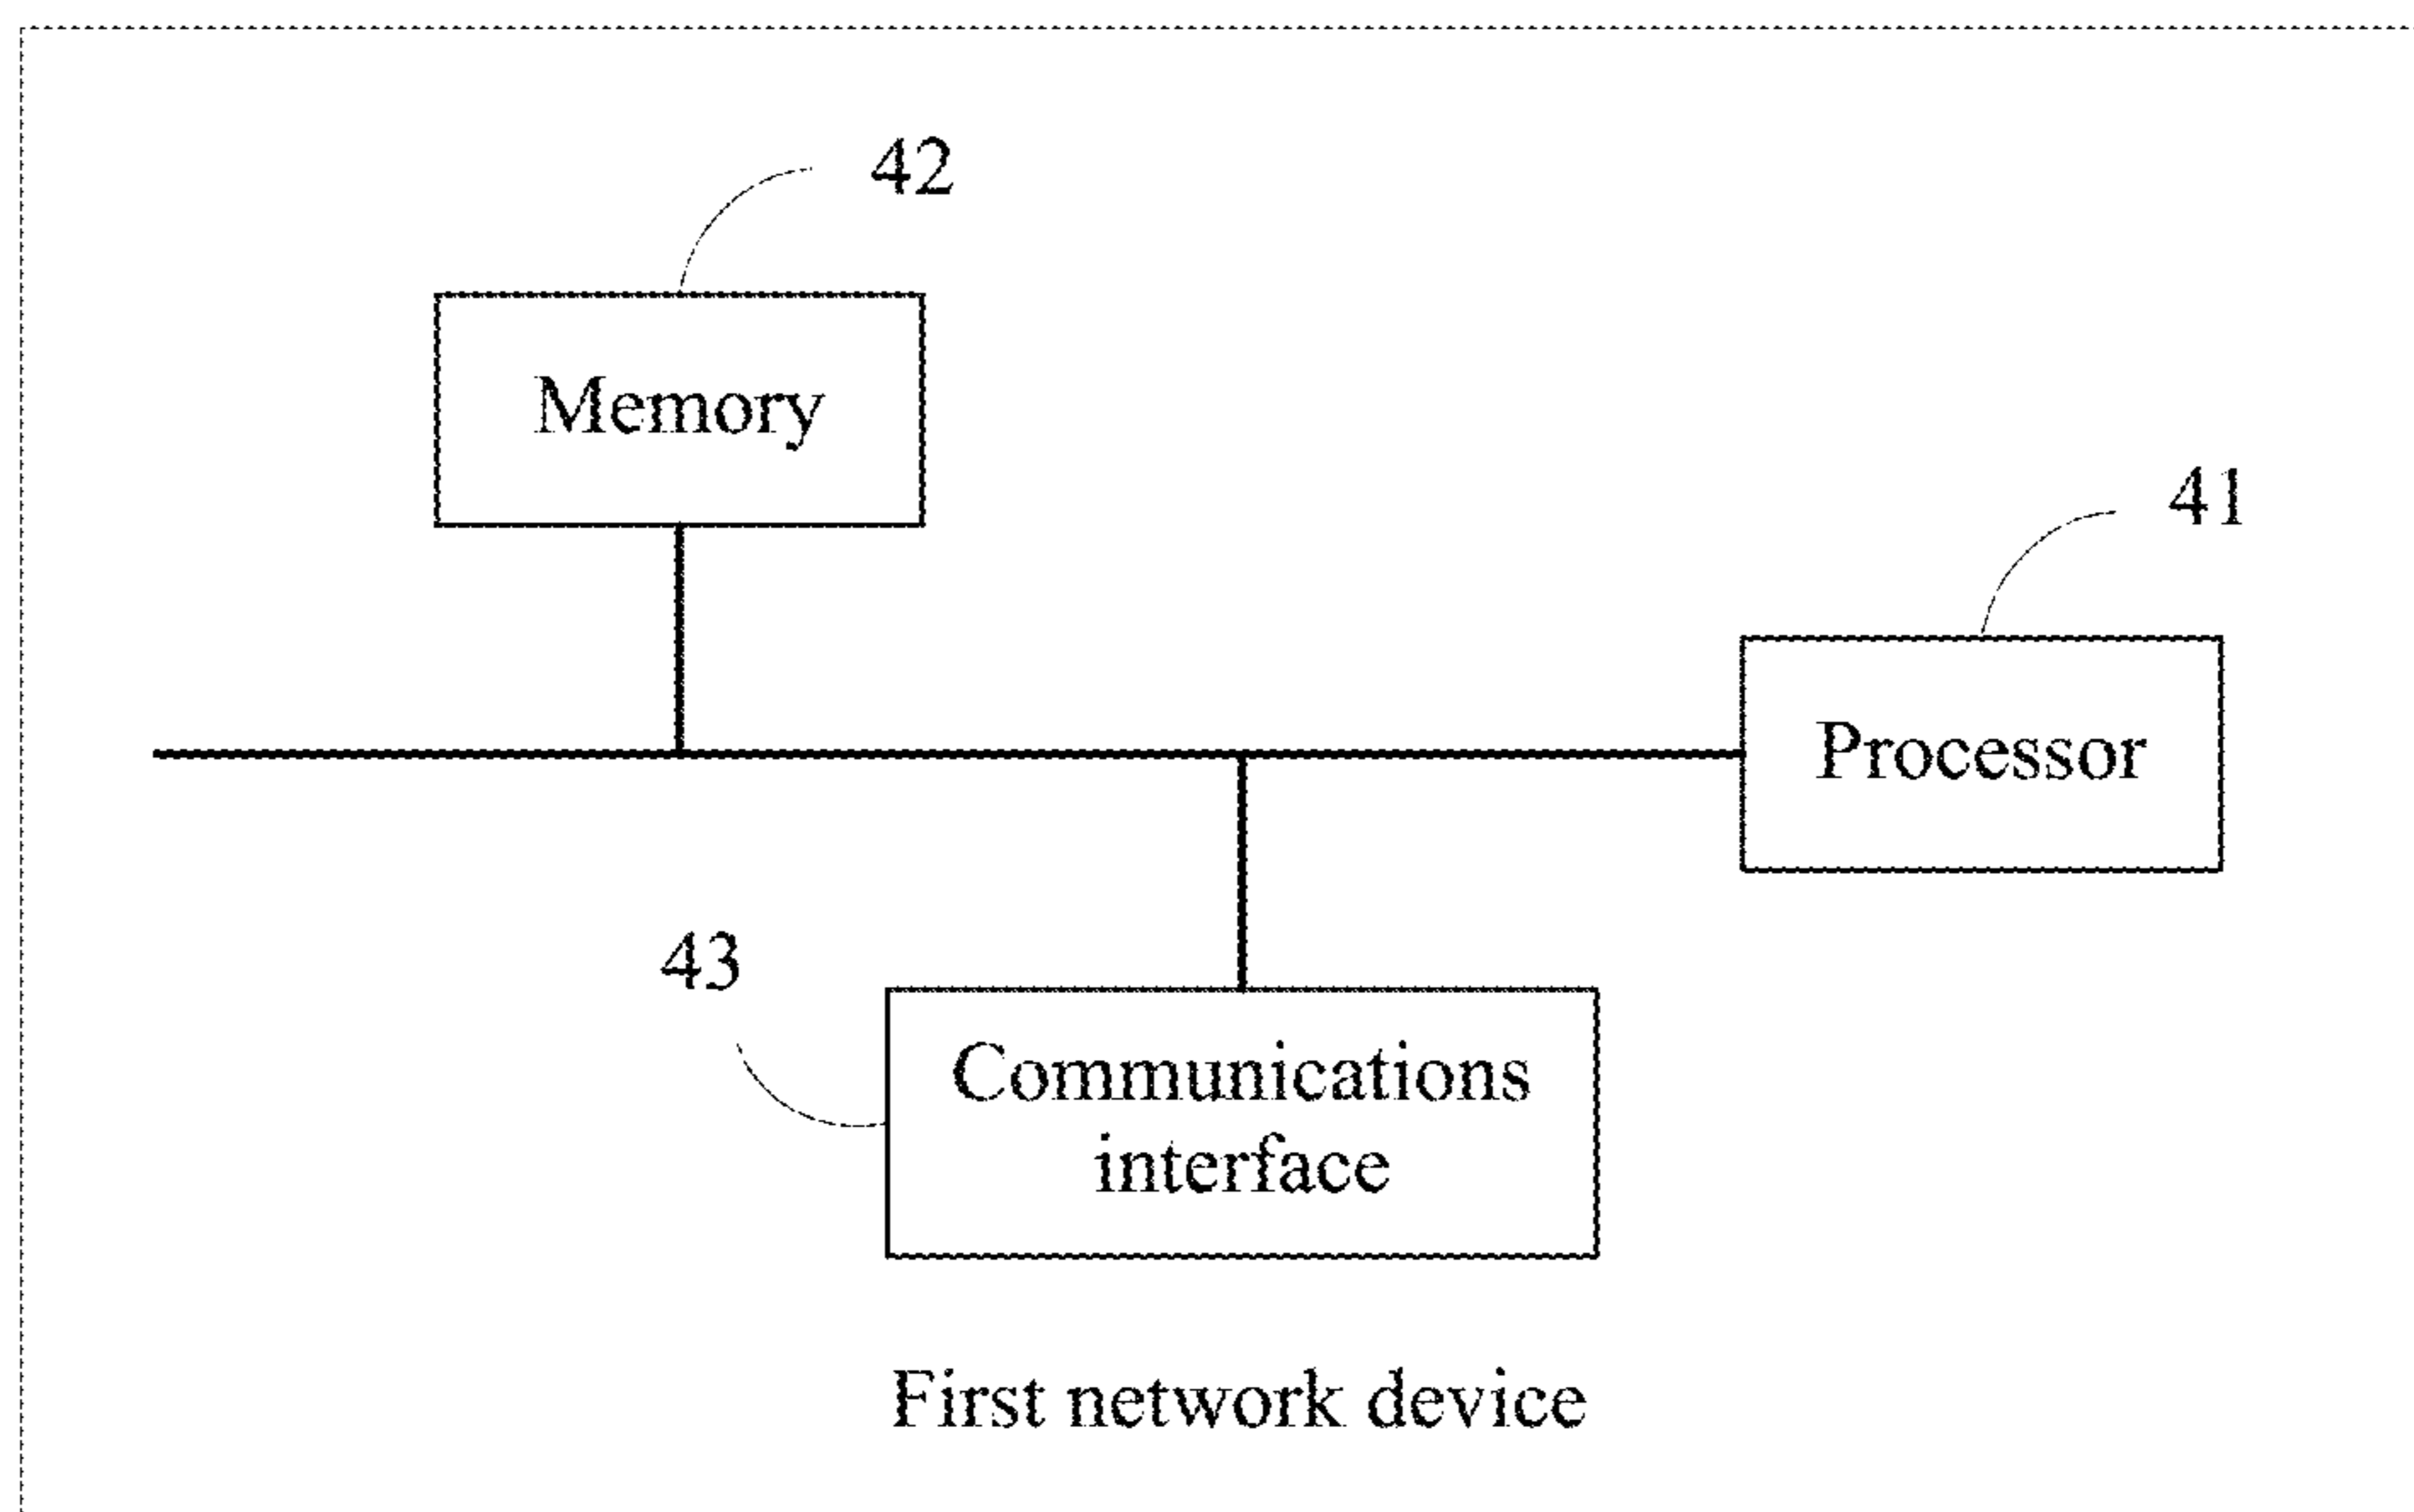 42
Memory
41
Processor
43
Communications
interface
First network device